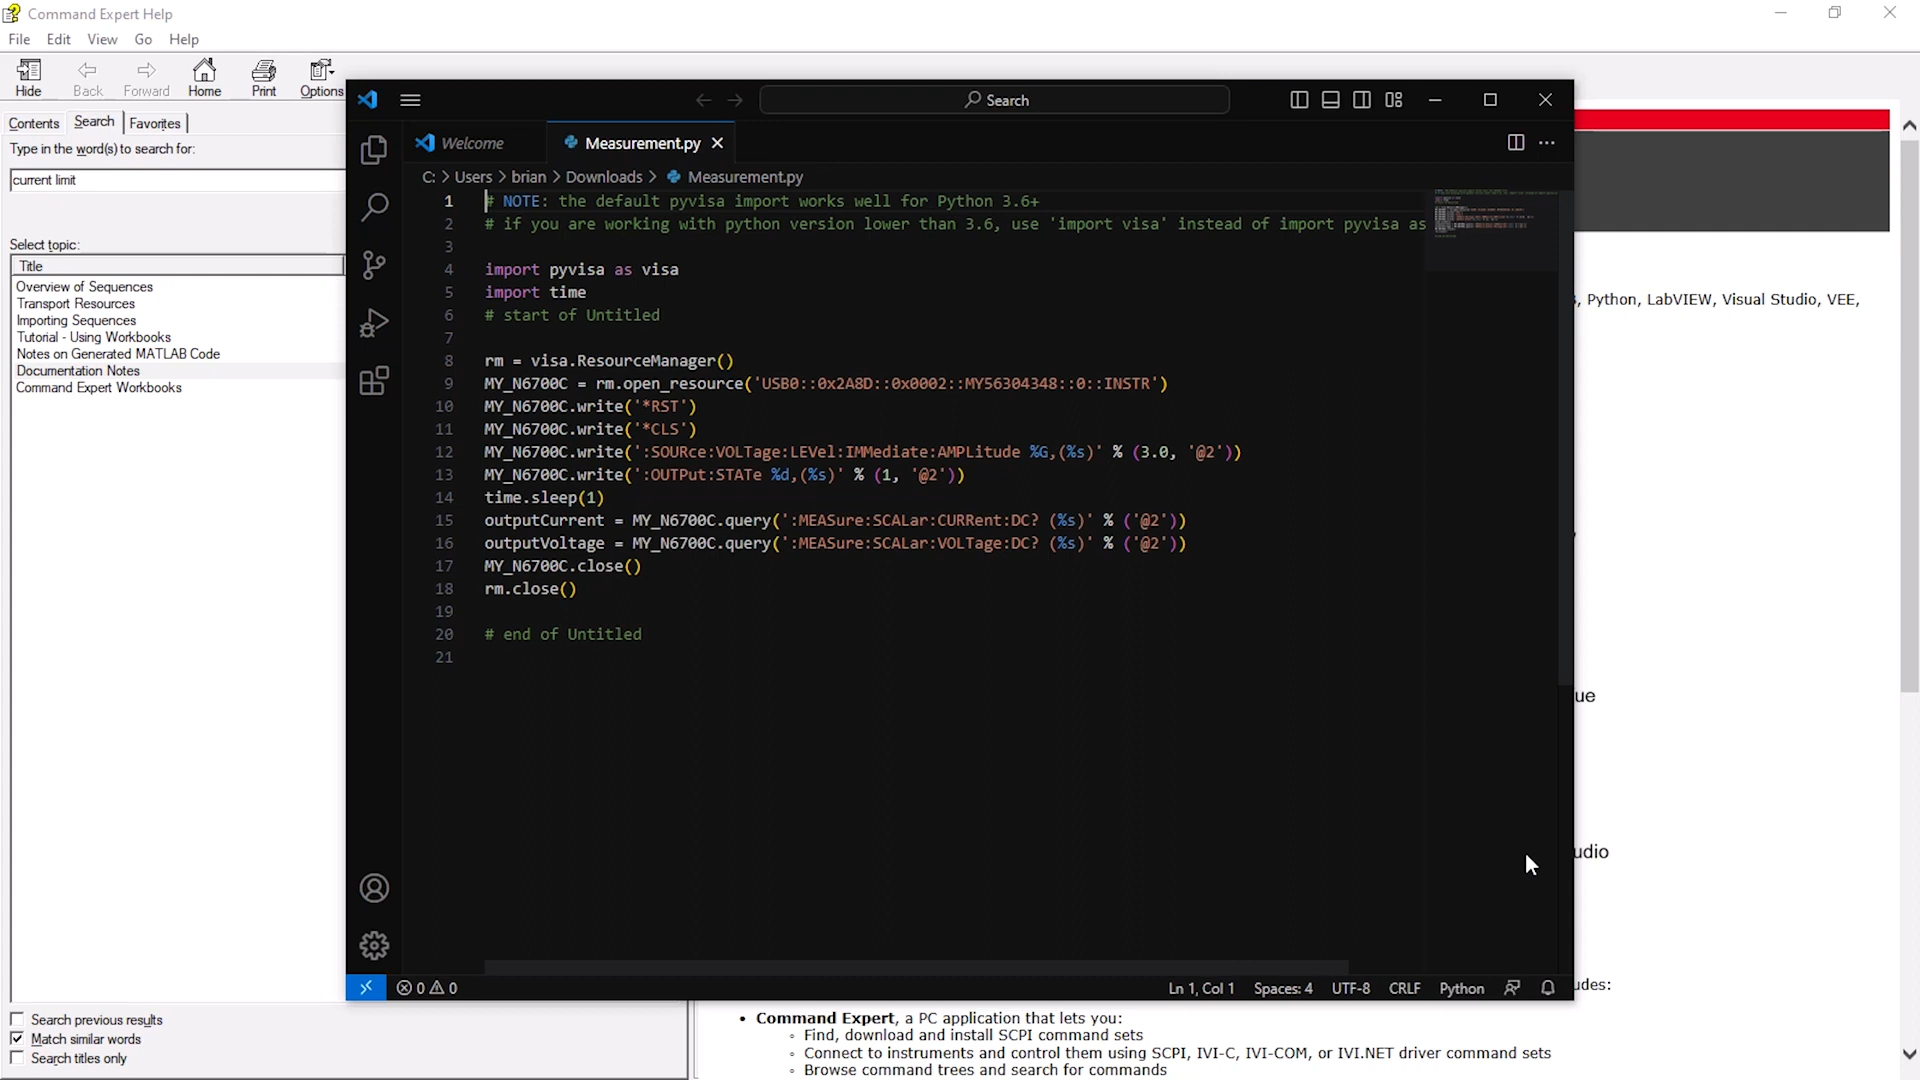 Command Expert Help
File Edit View Go Help
Hide Back Forward Home Print Options
Contents Search Favorites
Type in the word(s) to search for:
current limit
Select topic:
Title
Overview of Sequences
Transport Resources
Importing Sequences
Tutorial - Using Workbooks
Notes on Generated MATLAB Code
Documentation Notes
Command Expert Workbooks
Search previous results
Match similar words
Search titles only
Search
Welcome Measurement.py
C: > Users > brian > Downloads > Measurement.py
1 # NOTE: the default pyvisa import works well for Python 3.6+
2 # if you are working with python version lower than 3.6, use 'import visa' instead of import pyvisa as
3
4 import pyvisa as visa
5 import time
6 # start of Untitled
7
8 rm = visa.ResourceManager()
9 MY_N6700C = rm.open_resource('USB0::0x2A8D::0x0002::MY56304348::0::INSTR')
10 MY_N6700C.write('*RST')
11 MY_N6700C.write('*CLS')
12 MY_N6700C.write(':SOURce:VOLTage:LEVel:IMMediate:AMPLitude %G,(%s)' % (3.0, '@2'))
13 MY_N6700C.write(':OUTPut:STATe %d,(%s)' % (1, '@2'))
14 time.sleep(1)
15 outputCurrent = MY_N6700C.query(':MEASure:SCALar:CURRent:DC? (%s)' % ('@2'))
16 outputVoltage = MY_N6700C.query(':MEASure:SCALar:VOLTage:DC? (%s)' % ('@2'))
17 MY_N6700C.close()
18 rm.close()
19
20 # end of Untitled
21
0 0 Ln 1, Col 1 Spaces: 4 UTF-8 CRLF Python
, Python, LabVIEW, Visual Studio, VEE,
ue
udio
udes:
• Command Expert, a PC application that lets you:
◦ Find, download and install SCPI command sets
◦ Connect to instruments and control them using SCPI, IVI-C, IVI-COM, or IVI.NET driver command sets
◦ Browse command trees and search for commands